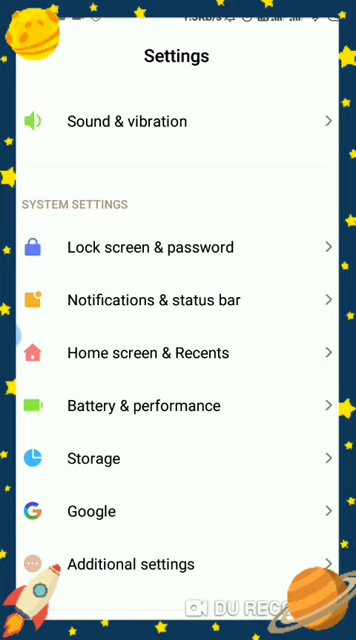 Settings
Sound & vibration
SYSTEM SETTINGS
Lock screen & password
Notifications & status bar
Home screen & Recents
Battery & performance
Storage
Google
Additional settings
DU REC